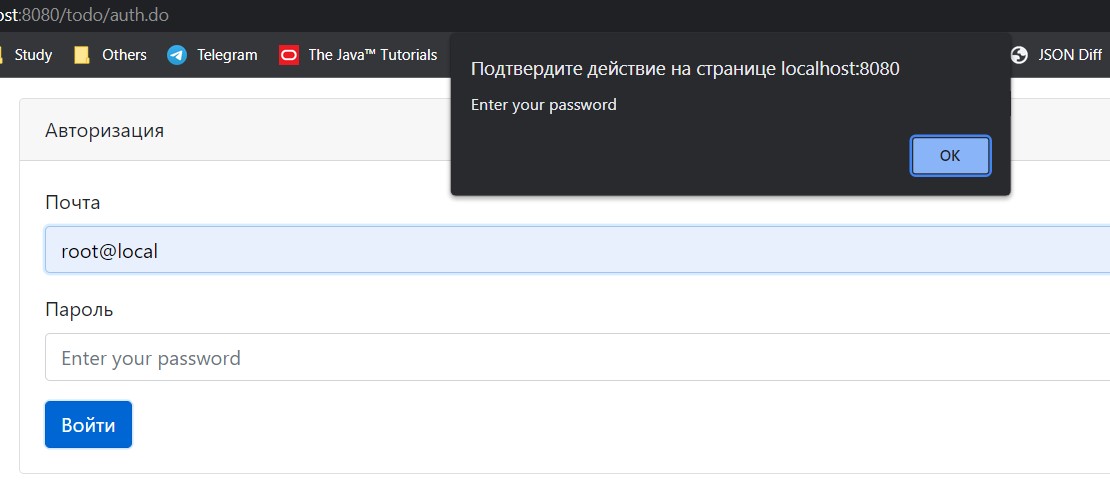 ost:8080/todo/auth.do
Study Others Telegram The Java™ Tutorials JSON Diff
Подтвердите действие на странице localhost:8080
Enter your password
OK
Авторизация
Почта
root@local
Пароль
Enter your password
Войти